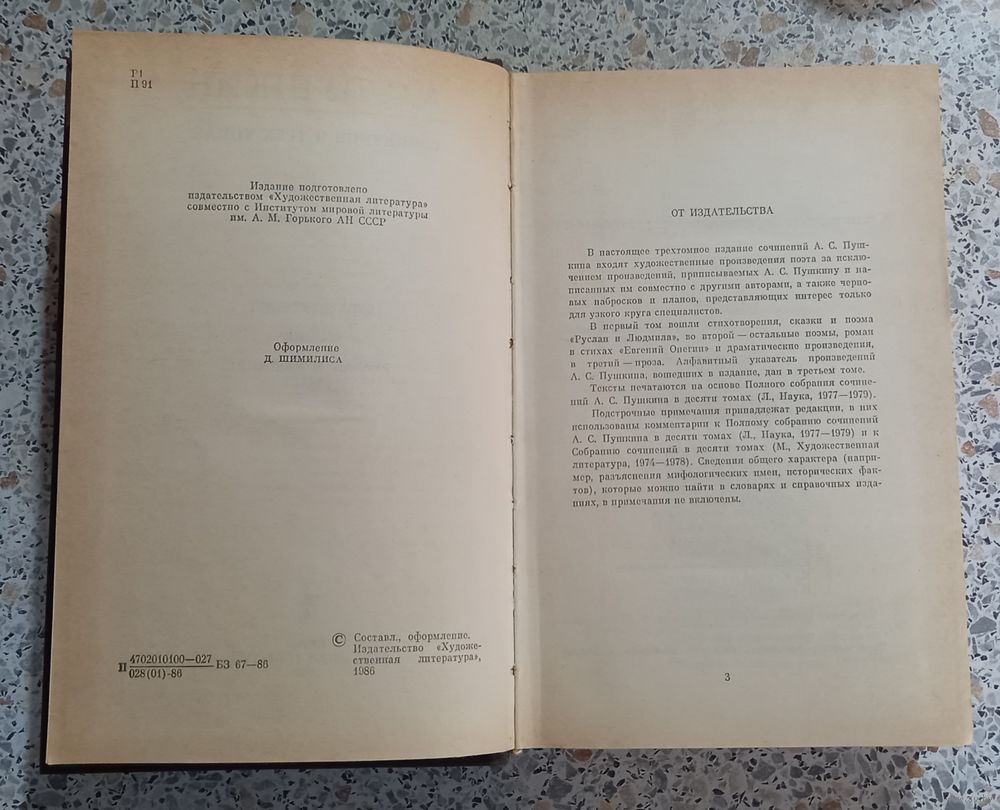 Р1
П 91
Издание подготовлено
издательством «Художественная литература»
совместно с Институтом мировой литературы
им. А. М. Горького АН СССР
Оформление
Д. ШИМИЛИСА
П 4702010100—027 БЗ 67—86
028(01)-86
© Составл., оформление.
Издательство «Художе-
ственная литература»,
1986
ОТ ИЗДАТЕЛЬСТВА
В настоящее трехтомное издание сочинений А. С. Пуш-
кина входят художественные произведения поэта за исклю-
чением произведений, приписываемых А. С. Пушкину и на-
писанных им совместно с другими авторами, а также черно-
вых набросков и планов, представляющих интерес только
для узкого круга специалистов.
В первый том вошли стихотворения, сказки и поэма
«Руслан и Людмила», во второй — остальные поэмы, роман
в стихах «Евгений Онегин» и драматические произведения,
в третий — проза. Алфавитный указатель произведений
А. С. Пушкина, вошедших в издание, дан в третьем томе.
Тексты печатаются на основе Полного собрания сочине-
ний А. С. Пушкина в десяти томах (Л., Наука, 1977—1979).
Подстрочные примечания принадлежат редакции, в них
использованы комментарии к Полному собранию сочинений
А. С. Пушкина в десяти томах (Л., Наука, 1977—1979) и к
Собранию сочинений в десяти томах (М., Художественная
литература, 1974—1978). Сведения общего характера (напри-
мер, разъяснения мифологических имен, исторических фак-
тов), которые можно найти в словарях и справочных изда-
ниях, в примечания не включены.
3